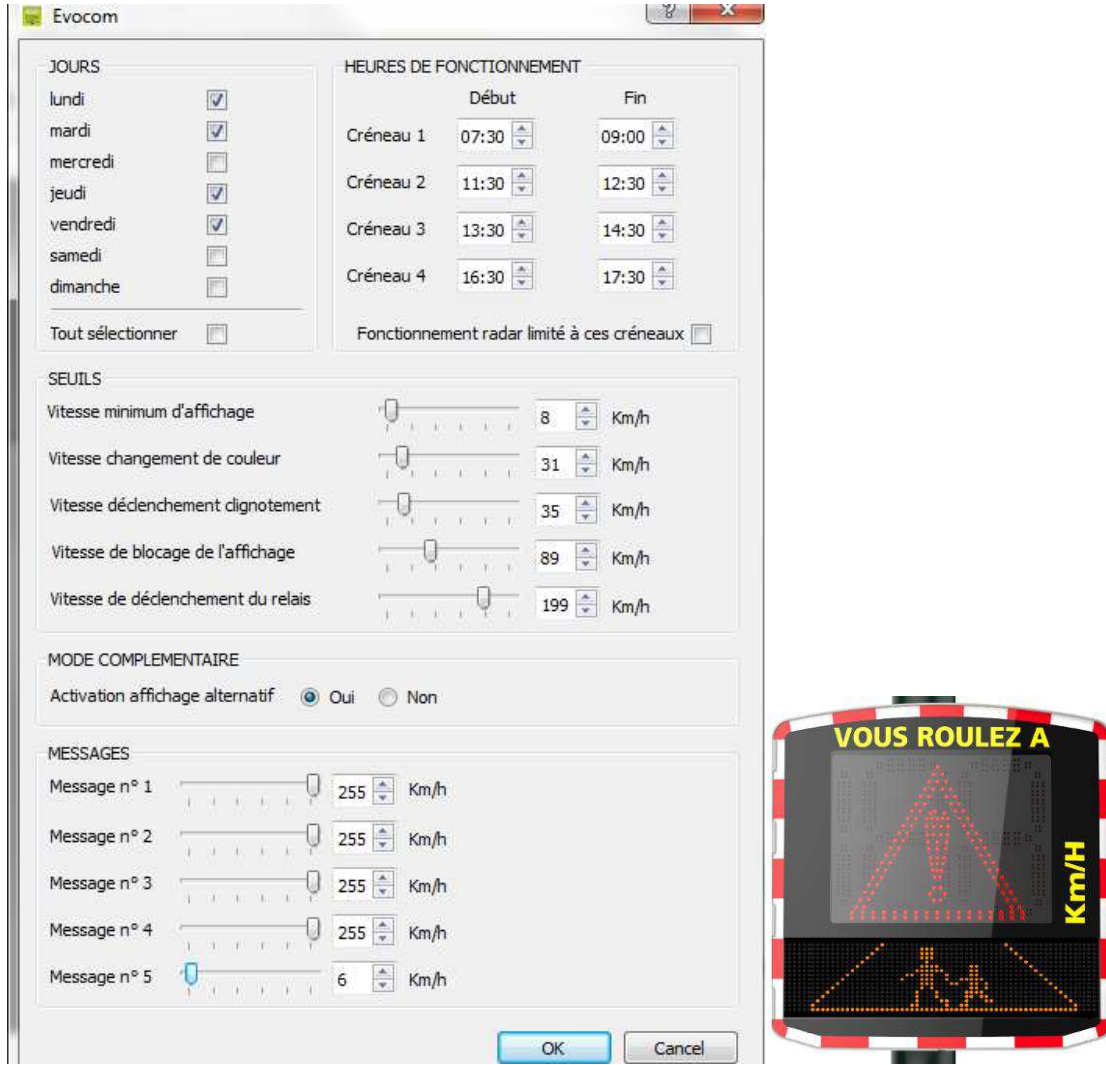 Evocom
JOURS
lundi
mardi
mercredi
jeudi
vendredi
samedi
dimanche
Tout sélectionner
HEURES DE FONCTIONNEMENT
Début Fin
Créneau 1 07:30 09:00
Créneau 2 11:30 12:30
Créneau 3 13:30 14:30
Créneau 4 16:30 17:30
Fonctionnement radar limité à ces créneaux
SEUILS
Vitesse minimum d'affichage 8 Km/h
Vitesse changement de couleur 31 Km/h
Vitesse déclenchement clignotement 35 Km/h
Vitesse de blocage de l'affichage 89 Km/h
Vitesse de déclenchement du relais 199 Km/h
MODE COMPLEMENTAIRE
Activation affichage alternatif Oui Non
MESSAGES
Message n° 1 255 Km/h
Message n° 2 255 Km/h
Message n° 3 255 Km/h
Message n° 4 255 Km/h
Message n° 5 6 Km/h
OK Cancel
VOUS ROULEZ A
Km/H